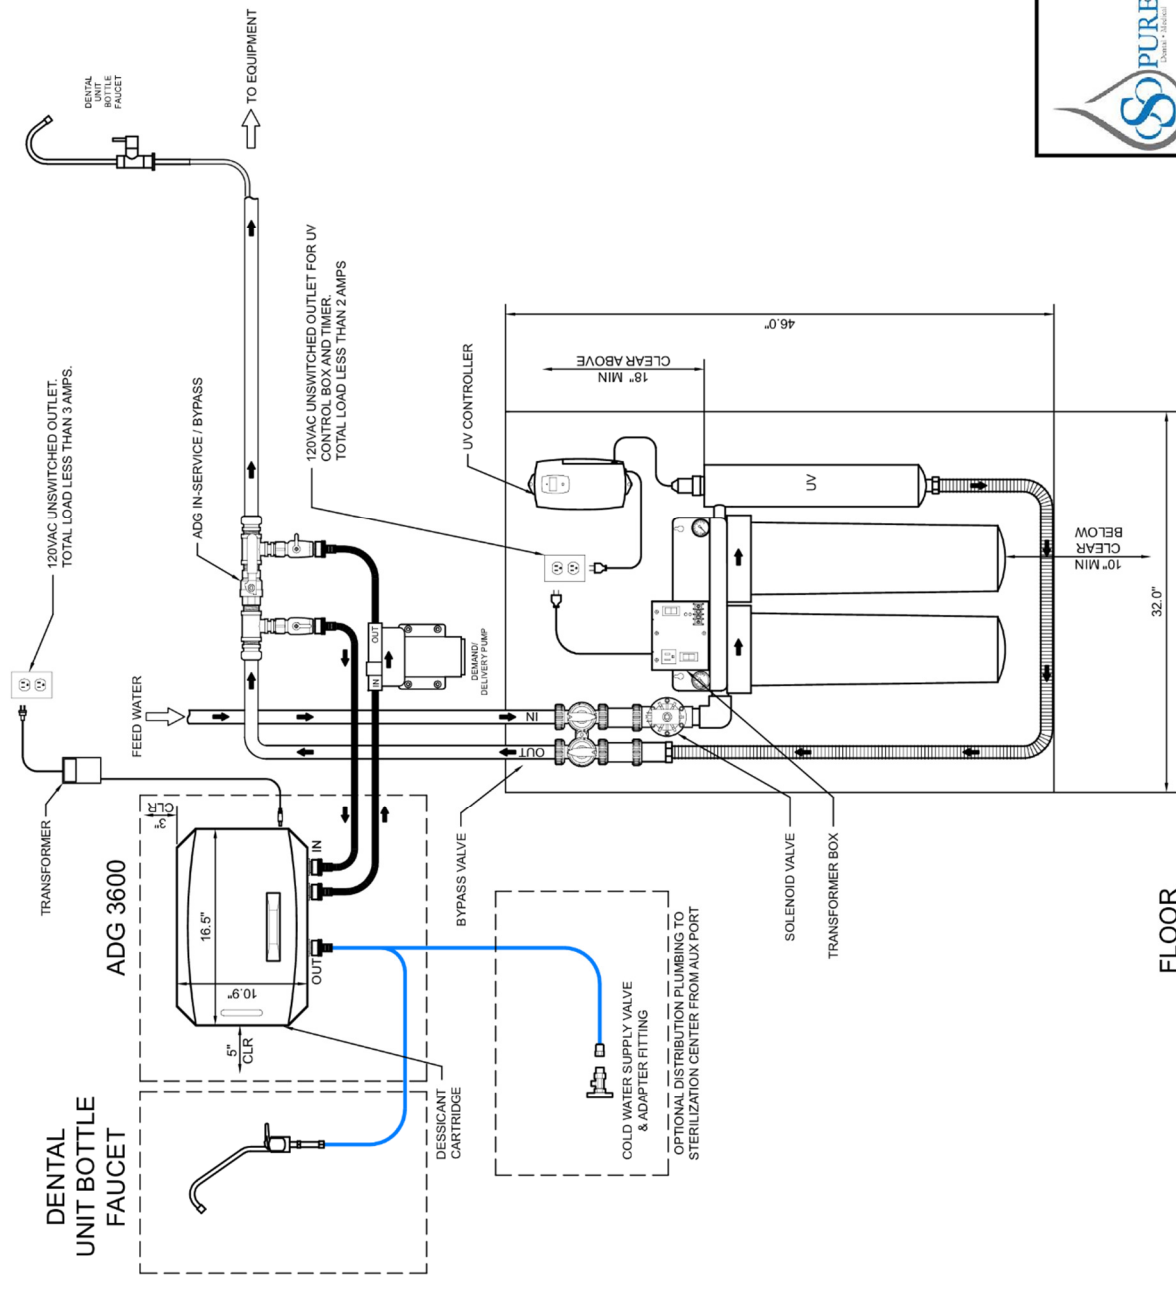 DENTAL
UNIT
BOTTLE
FAUCET
TO EQUIPMENT
120VAC UNSWITCHED OUTLET.
TOTAL LOAD LESS THAN 3 AMPS.
ADG IN-SERVICE / BYPASS
120VAC UNSWITCHED OUTLET FOR UV
CONTROL BOX AND TIMER.
TOTAL LOAD LESS THAN 2 AMPS
UV CONTROLLER
FEED WATER
TRANSFORMER
OUT
IN
DEMAND/
DELIVERY PUMP
46.0"
18" MIN
CLEAR ABOVE
UV
10" MIN
CLEAR
BELOW
32.0"
IN
OUT
ADG 3600
3"
CLR
16.5"
10.9"
5"
CLR
IN
OUT
BYPASS VALVE
SOLENOID VALVE
TRANSFORMER BOX
DENTAL
UNIT BOTTLE
FAUCET
DESSICANT
CARTRIDGE
COLD WATER SUPPLY VALVE
& ADAPTER FITTING
OPTIONAL DISTRIBUTION PLUMBING TO
STERILIZATION CENTER FROM AUX PORT
FLOOR
PURE
Dental • Medical